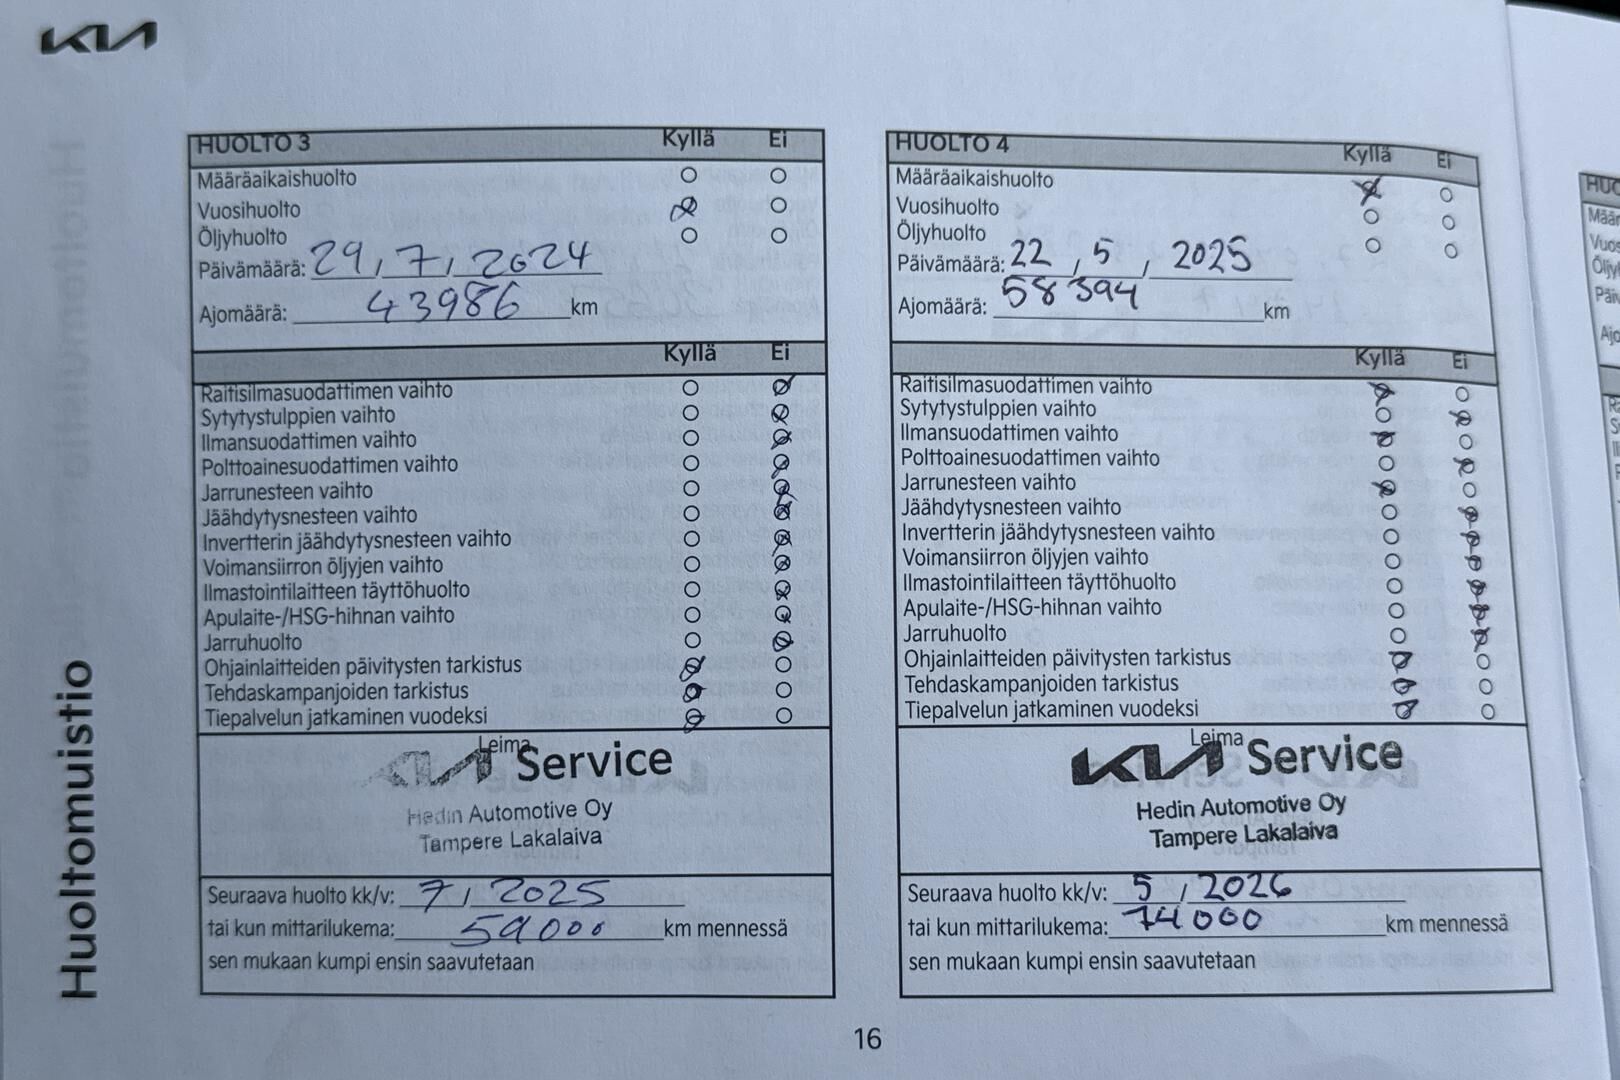 KIA
Huoltomuistio
HUOLTO 3 Kyllä Ei
Määräaikaishuolto
Vuosihuolto
Öljyhuolto
Päivämäärä: 29, 7, 2024
Ajomäärä: 43986 km
Kyllä Ei
Raitisilmasuodattimen vaihto
Sytytystulppien vaihto
Ilmansuodattimen vaihto
Polttoainesuodattimen vaihto
Jarrunesteen vaihto
Jäähdytysnesteen vaihto
Invertterin jäähdytysnesteen vaihto
Voimansiirron öljyjen vaihto
Ilmastointilaitteen täyttöhuolto
Apulaite-/HSG-hihnan vaihto
Jarruhuolto
Ohjainlaitteiden päivitysten tarkistus
Tehdaskampanjoiden tarkistus
Tiepalvelun jatkaminen vuodeksi
Leima
KIA Service
Hedin Automotive Oy
Tampere Lakalaiva
Seuraava huolto kk/v: 7, 2025
tai kun mittarilukema: 59000 km mennessä
sen mukaan kumpi ensin saavutetaan
HUOLTO 4 Kyllä Ei
Määräaikaishuolto
Vuosihuolto
Öljyhuolto
Päivämäärä: 22, 5, 2025
Ajomäärä: 58394 km
Kyllä Ei
Raitisilmasuodattimen vaihto
Sytytystulppien vaihto
Ilmansuodattimen vaihto
Polttoainesuodattimen vaihto
Jarrunesteen vaihto
Jäähdytysnesteen vaihto
Invertterin jäähdytysnesteen vaihto
Voimansiirron öljyjen vaihto
Ilmastointilaitteen täyttöhuolto
Apulaite-/HSG-hihnan vaihto
Jarruhuolto
Ohjainlaitteiden päivitysten tarkistus
Tehdaskampanjoiden tarkistus
Tiepalvelun jatkaminen vuodeksi
Leima
KIA Service
Hedin Automotive Oy
Tampere Lakalaiva
Seuraava huolto kk/v: 5, 2026
tai kun mittarilukema: 74000 km mennessä
sen mukaan kumpi ensin saavutetaan
16